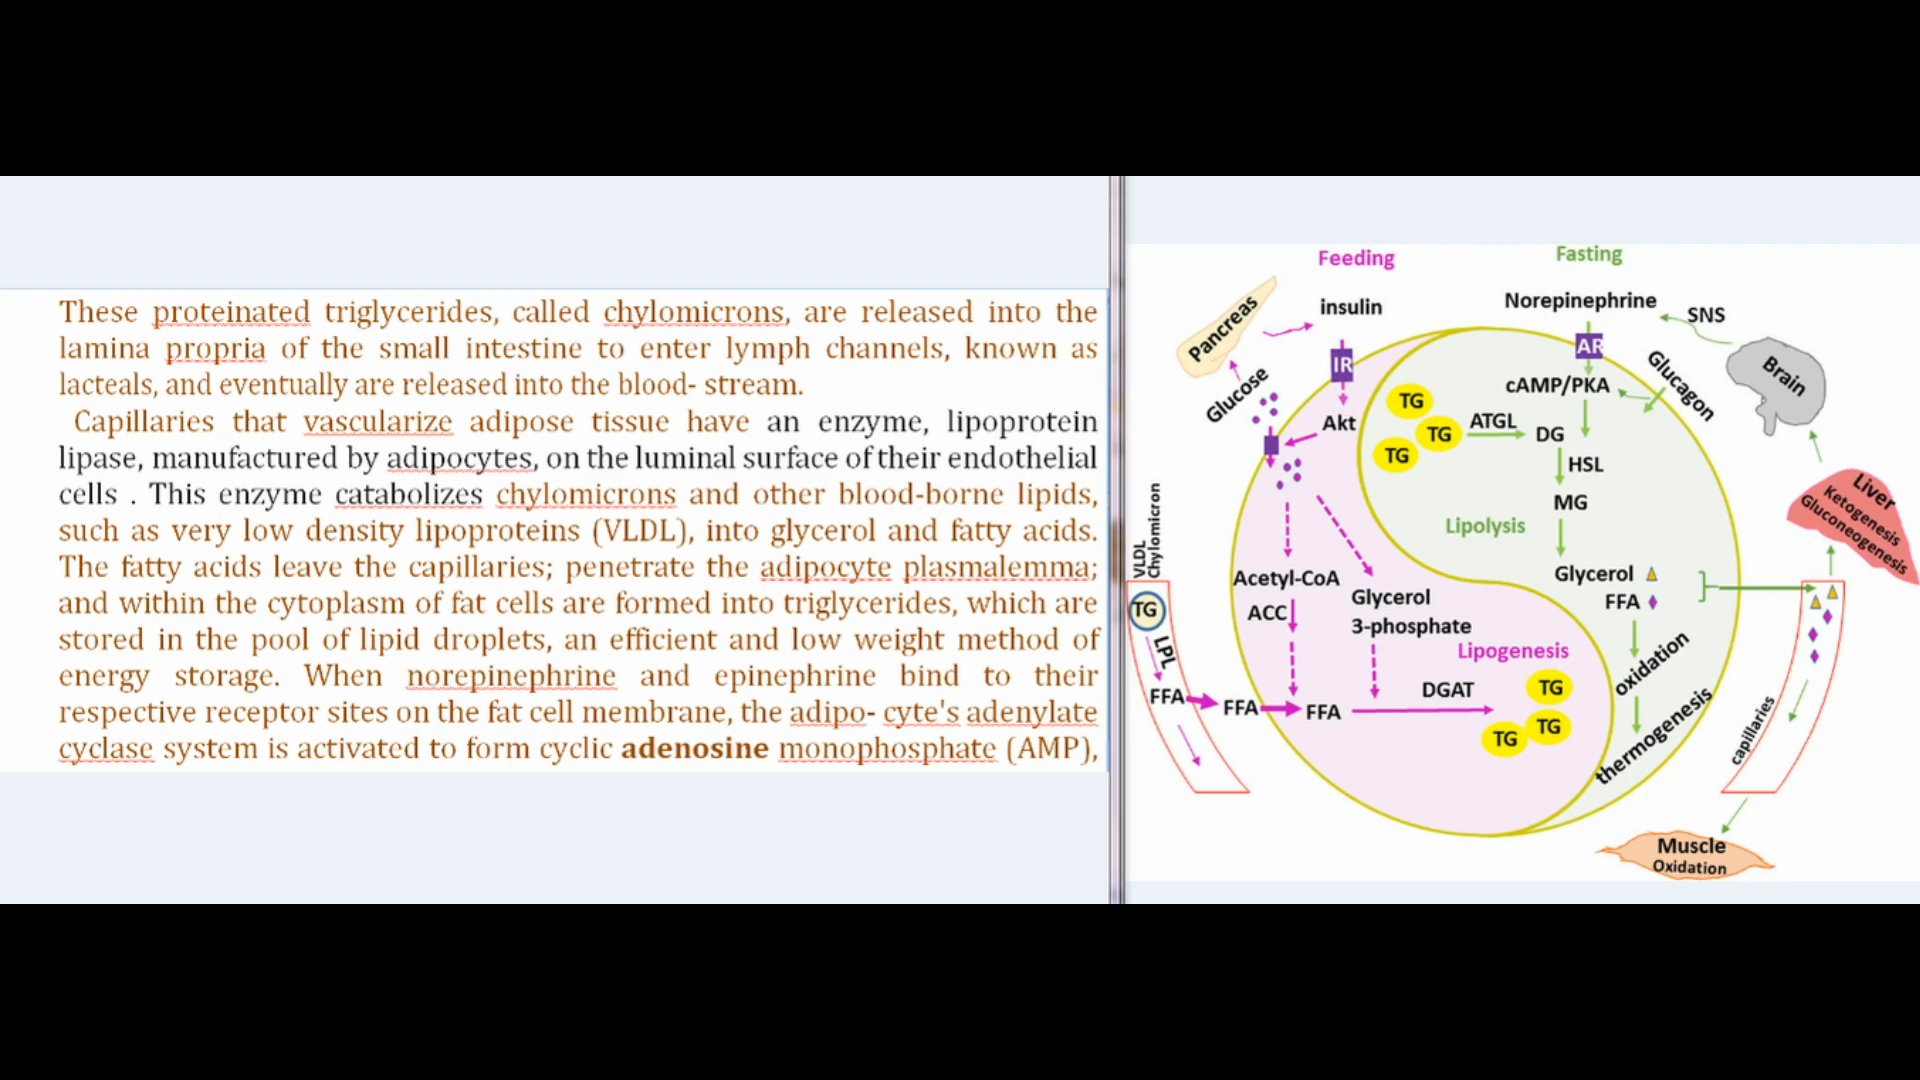 These proteinated triglycerides, called chylomicrons, are released into the
lamina propria of the small intestine to enter lymph channels, known as
lacteals, and eventually are released into the blood- stream.
Capillaries that vascularize adipose tissue have an enzyme, lipoprotein
lipase, manufactured by adipocytes, on the luminal surface of their endothelial
cells . This enzyme catabolizes chylomicrons and other blood-borne lipids,
such as very low density lipoproteins (VLDL), into glycerol and fatty acids.
The fatty acids leave the capillaries; penetrate the adipocyte plasmalemma;
and within the cytoplasm of fat cells are formed into triglycerides, which are
stored in the pool of lipid droplets, an efficient and low weight method of
energy storage. When norepinephrine and epinephrine bind to their
respective receptor sites on the fat cell membrane, the adipo- cyte's adenylate
cyclase system is activated to form cyclic adenosine monophosphate (AMP),
Feeding
Fasting
Pancreas
insulin
Norepinephrine
SNS
IR
AR
Brain
Glucose
Akt
cAMP/PKA
Glucagon
TG
TG
TG
ATGL
DG
HSL
MG
Lipolysis
Liver
Ketogenesis
Gluconeogenesis
VLDL
Chylomicron
TG
LPL
FFA
FFA
FFA
Acetyl-CoA
ACC
Glycerol
3-phosphate
Lipogenesis
DGAT
TG
TG
TG
Glycerol
FFA
oxidation
thermogenesis
capillaries
Muscle
Oxidation